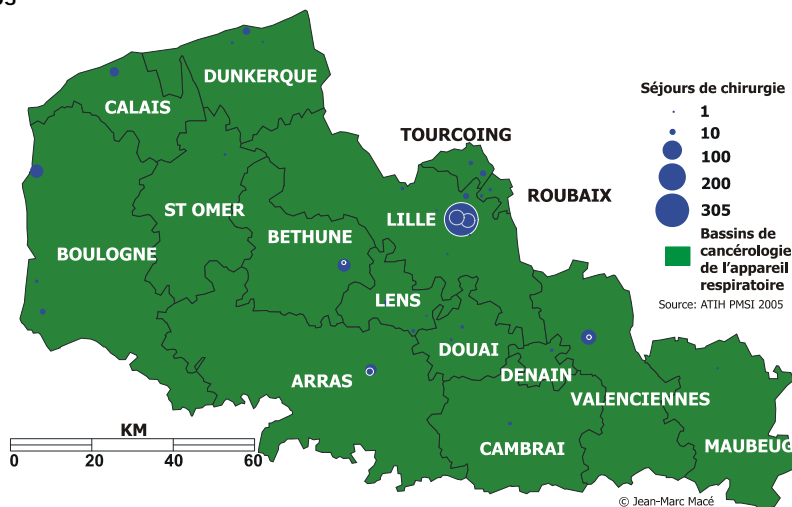 DUNKERQUE
CALAIS
Séjours de chirurgie
1
TOURCOING
10
100
ROUBAIX
200
ST OMER
LILLE
305
BETHUNE
Bassins de
cancérologie
de l'appareil
respiratoire
BOULOGNE
LENS
Source: ATIH PMSI 2005
DOUAI
ARRAS
DENAIN
VALENCIENNES
KM
CAMBRAI
MAUBEUG
0 20 40 60
© Jean-Marc Macé